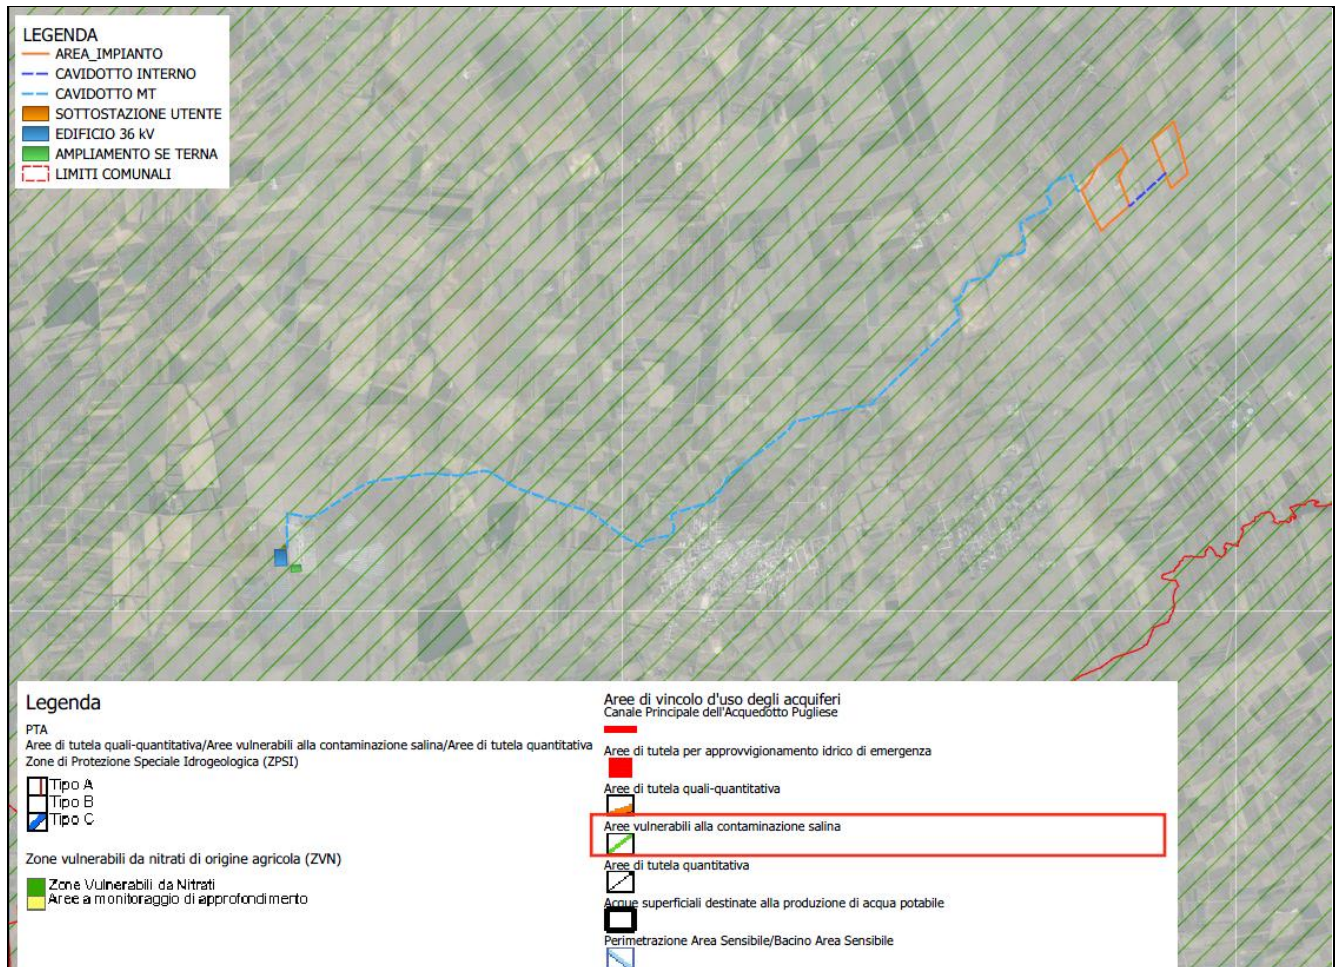 LEGENDA
AREA_IMPIANTO
CAVIDOTTO INTERNO
CAVIDOTTO MT
SOTTOSTAZIONE UTENTE
EDIFICIO 36 kV
AMPLIAMENTO SE TERNA
LIMITI COMUNALI
Legenda
PTA
Aree di tutela quali-quantitativa/Aree vulnerabili alla contaminazione salina/Aree di tutela quantitativa
Zone di Protezione Speciale Idrogeologica (ZPSI)
Tipo A
Tipo B
Tipo C
Zone vulnerabili da nitrati di origine agricola (ZVN)
Zone Vulnerabili da Nitrati
Aree a monitoraggio di approfondimento
Aree di vincolo d'uso degli acquiferi
Canale Principale dell'Acquedotto Pugliese
Aree di tutela per approvvigionamento idrico di emergenza
Aree di tutela quali-quantitativa
Aree vulnerabili alla contaminazione salina
Aree di tutela quantitativa
Acque superficiali destinate alla produzione di acqua potabile
Perimetrazione Area Sensibile/Bacino Area Sensibile